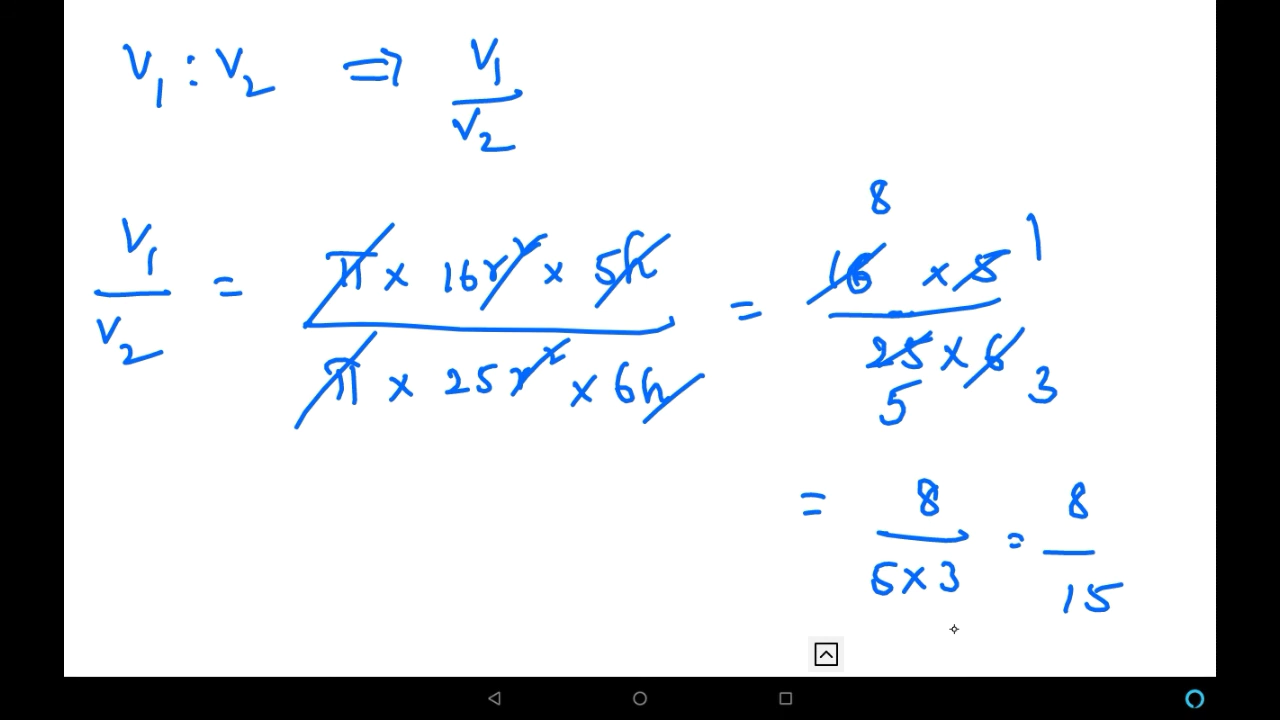 V₁ : V₂ ⇒ V₁/V₂
V₁/V₂ = (π × 16r² × 5h)/(π × 25r² × 6h) = (16 × 5)/(25 × 6)
8 1
5 3
= 8/(5×3) = 8/15